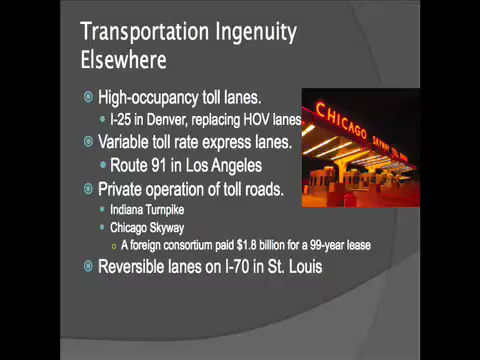 Transportation Ingenuity
Elsewhere
High-occupancy toll lanes.
I-25 in Denver, replacing HOV lanes
Variable toll rate express lanes.
Route 91 in Los Angeles
Private operation of toll roads.
Indiana Turnpike
Chicago Skyway
A foreign consortium paid $1.8 billion for a 99-year lease
Reversible lanes on I-70 in St. Louis
CHICAGO SKYWAY